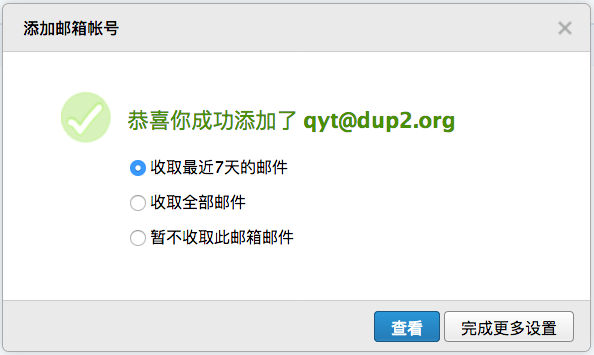 添加邮箱帐号
恭喜你成功添加了 qyt@dup2.org
收取最近7天的邮件
收取全部邮件
暂不收取此邮箱邮件
查看 完成更多设置